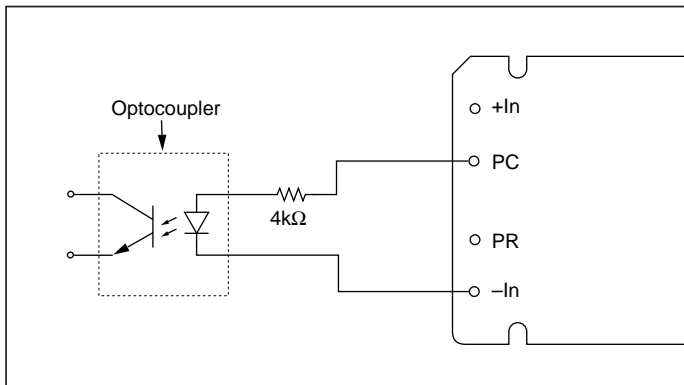 Optocoupler
4kΩ
+In
PC
PR
–In